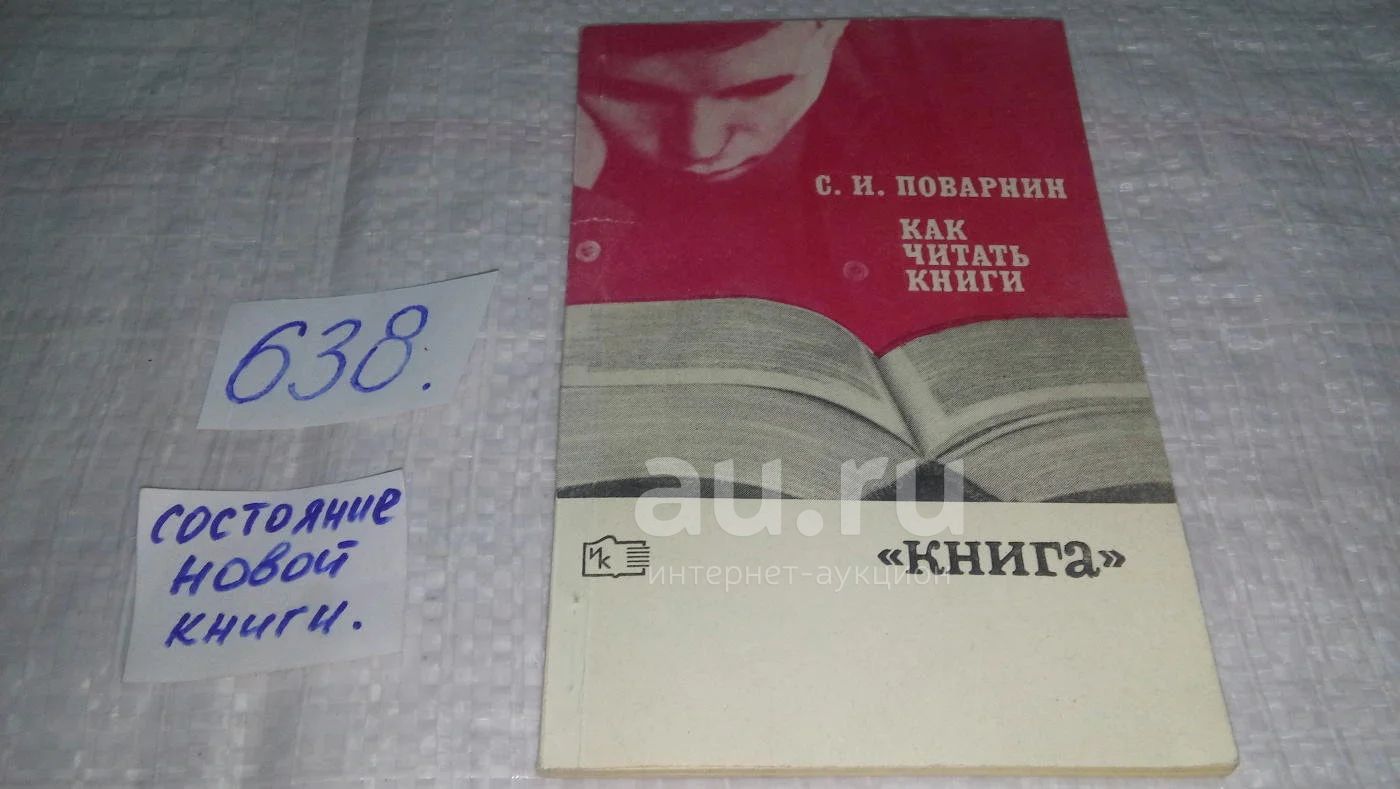 С. И. ПОВАРНИН
КАК
ЧИТАТЬ
КНИГИ
638.
состояние
новой
книги.
au.ru
интернет-аукцион
ИК
«КНИГА»